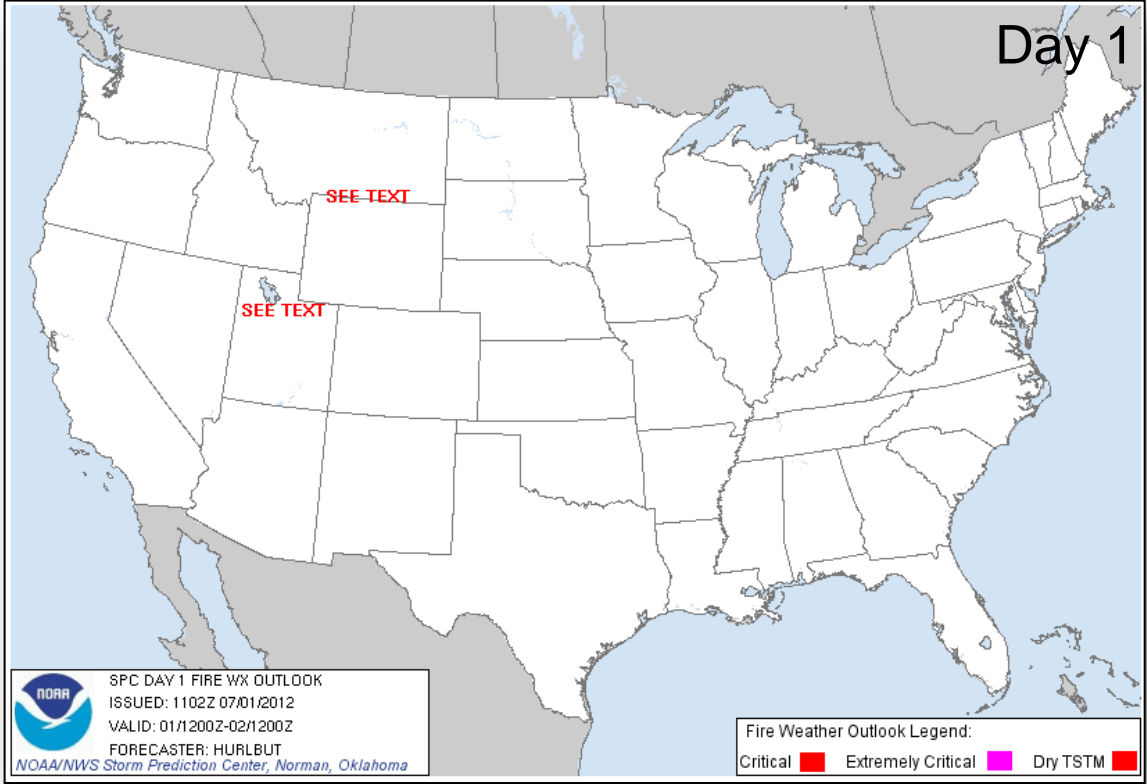 Day 1
SEE TEXT
SEE TEXT
NOAA
SPC DAY 1 FIRE WX OUTLOOK
ISSUED: 1102Z 07/01/2012
VALID: 01/1200Z-02/1200Z
FORECASTER: HURLBUT
NOAA/NWS Storm Prediction Center, Norman, Oklahoma
Fire Weather Outlook Legend:
Critical Extremely Critical Dry TSTM